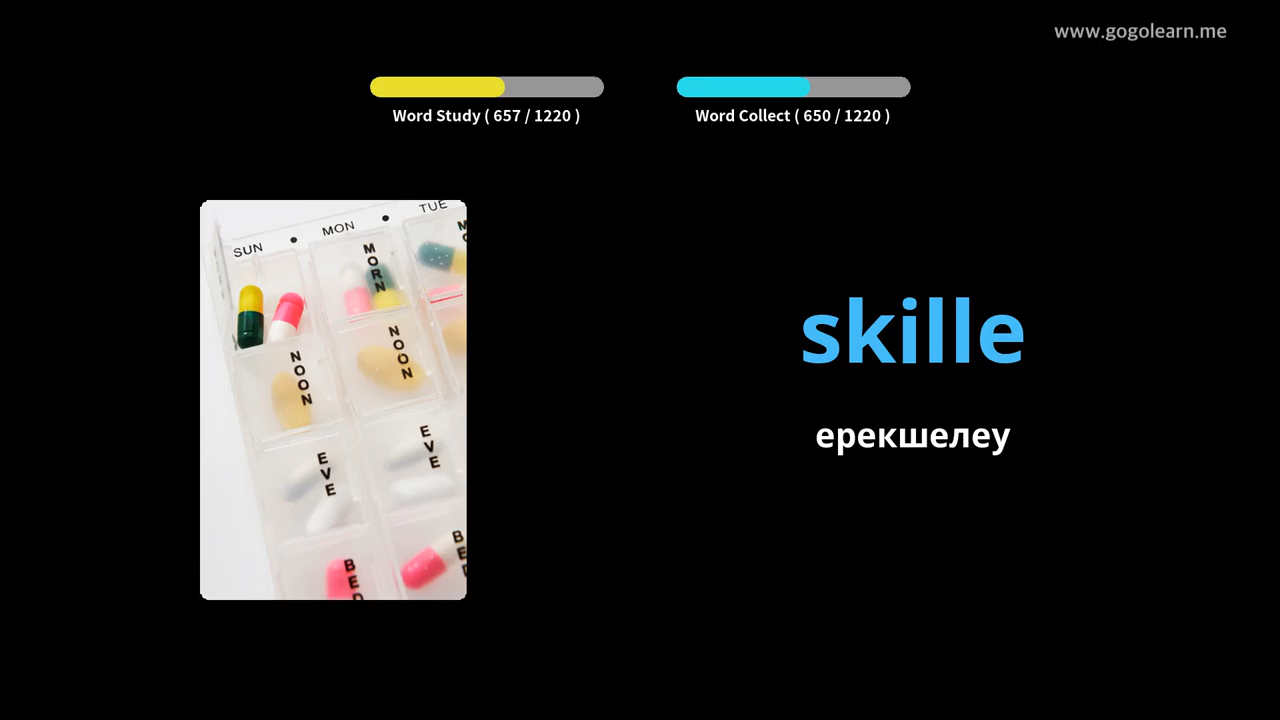 www.gogolearn.me
Word Study ( 657 / 1220 )
Word Collect ( 650 / 1220 )
SUN
MON
TUE
MORN
NOON
NOON
EVE
EVE
BED
skille
ерекшелеу